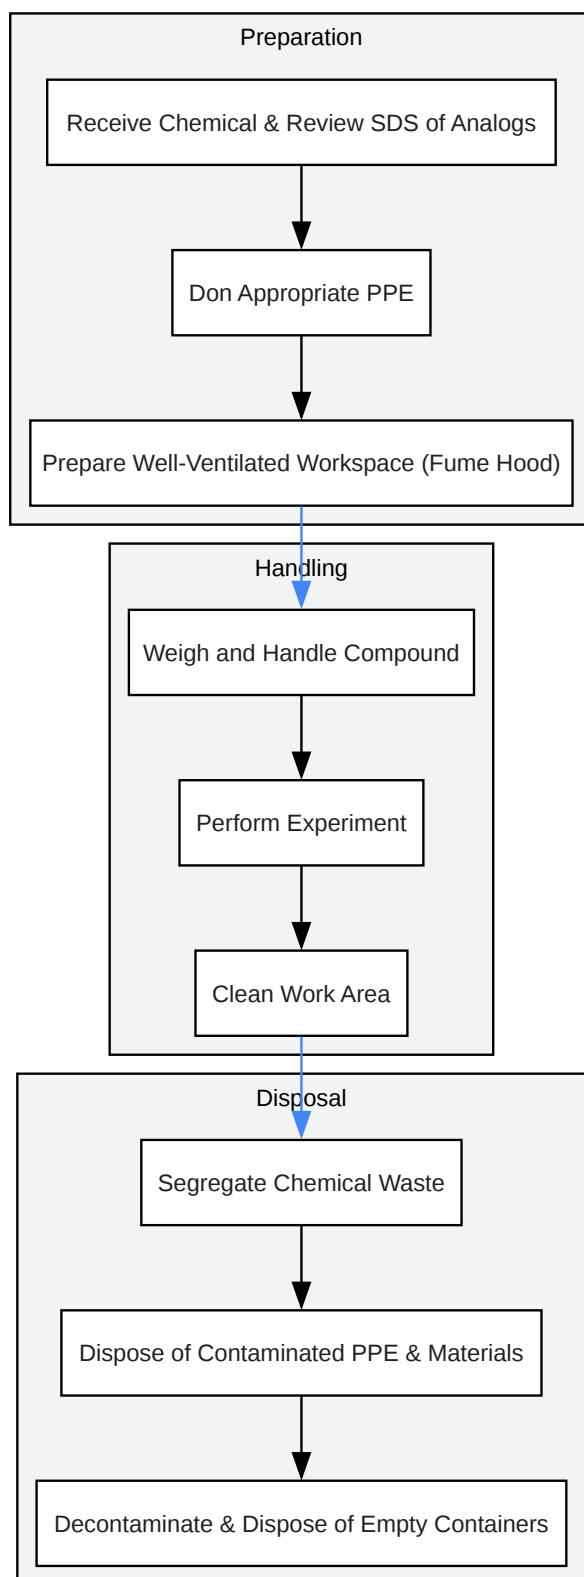 Preparation
Receive Chemical & Review SDS of Analogs
Don Appropriate PPE
Prepare Well-Ventilated Workspace (Fume Hood)
Handling
Weigh and Handle Compound
Perform Experiment
Clean Work Area
Disposal
Segregate Chemical Waste
Dispose of Contaminated PPE & Materials
Decontaminate & Dispose of Empty Containers